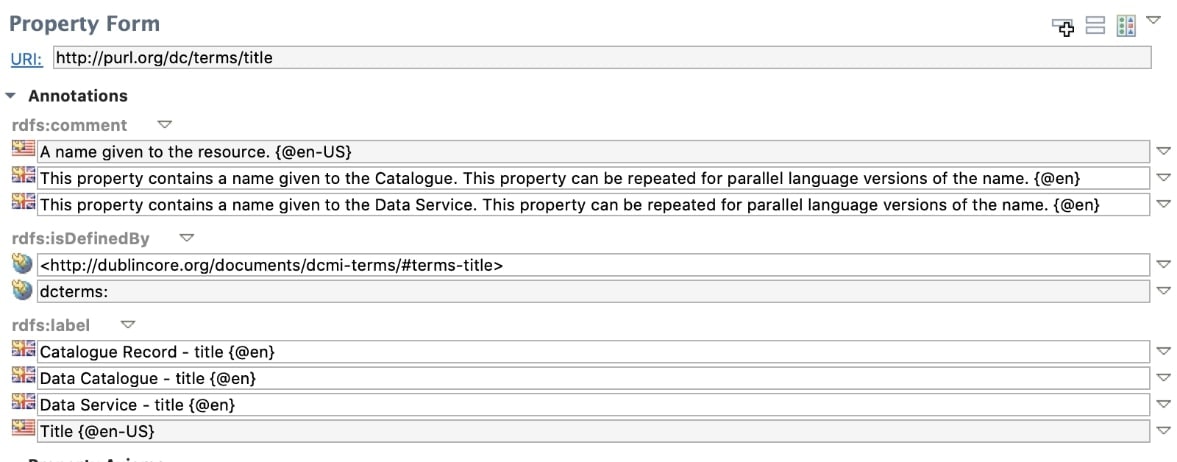 Property Form
URI: http://purl.org/dc/terms/title
Annotations
rdfs:comment
A name given to the resource. {@en-US}
This property contains a name given to the Catalogue. This property can be repeated for parallel language versions of the name. {@en}
This property contains a name given to the Data Service. This property can be repeated for parallel language versions of the name. {@en}
rdfs:isDefinedBy
<http://dublincore.org/documents/dcmi-terms/#terms-title>
dcterms:
rdfs:label
Catalogue Record - title {@en}
Data Catalogue - title {@en}
Data Service - title {@en}
Title {@en-US}